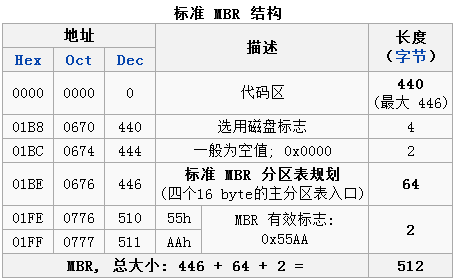 标准 MBR 结构
地址 描述 长度
(字节)
Hex Oct Dec
0000 0000 0 代码区 440
(最大 446)
01B8 0670 440 选用磁盘标志 4
01BC 0674 444 一般为空值; 0x0000 2
01BE 0676 446 标准 MBR 分区表规划
(四个16 byte的主分区表入口) 64
01FE 0776 510 55h MBR 有效标志:
0x55AA 2
01FF 0777 511 AAh
MBR, 总大小: 446 + 64 + 2 = 512